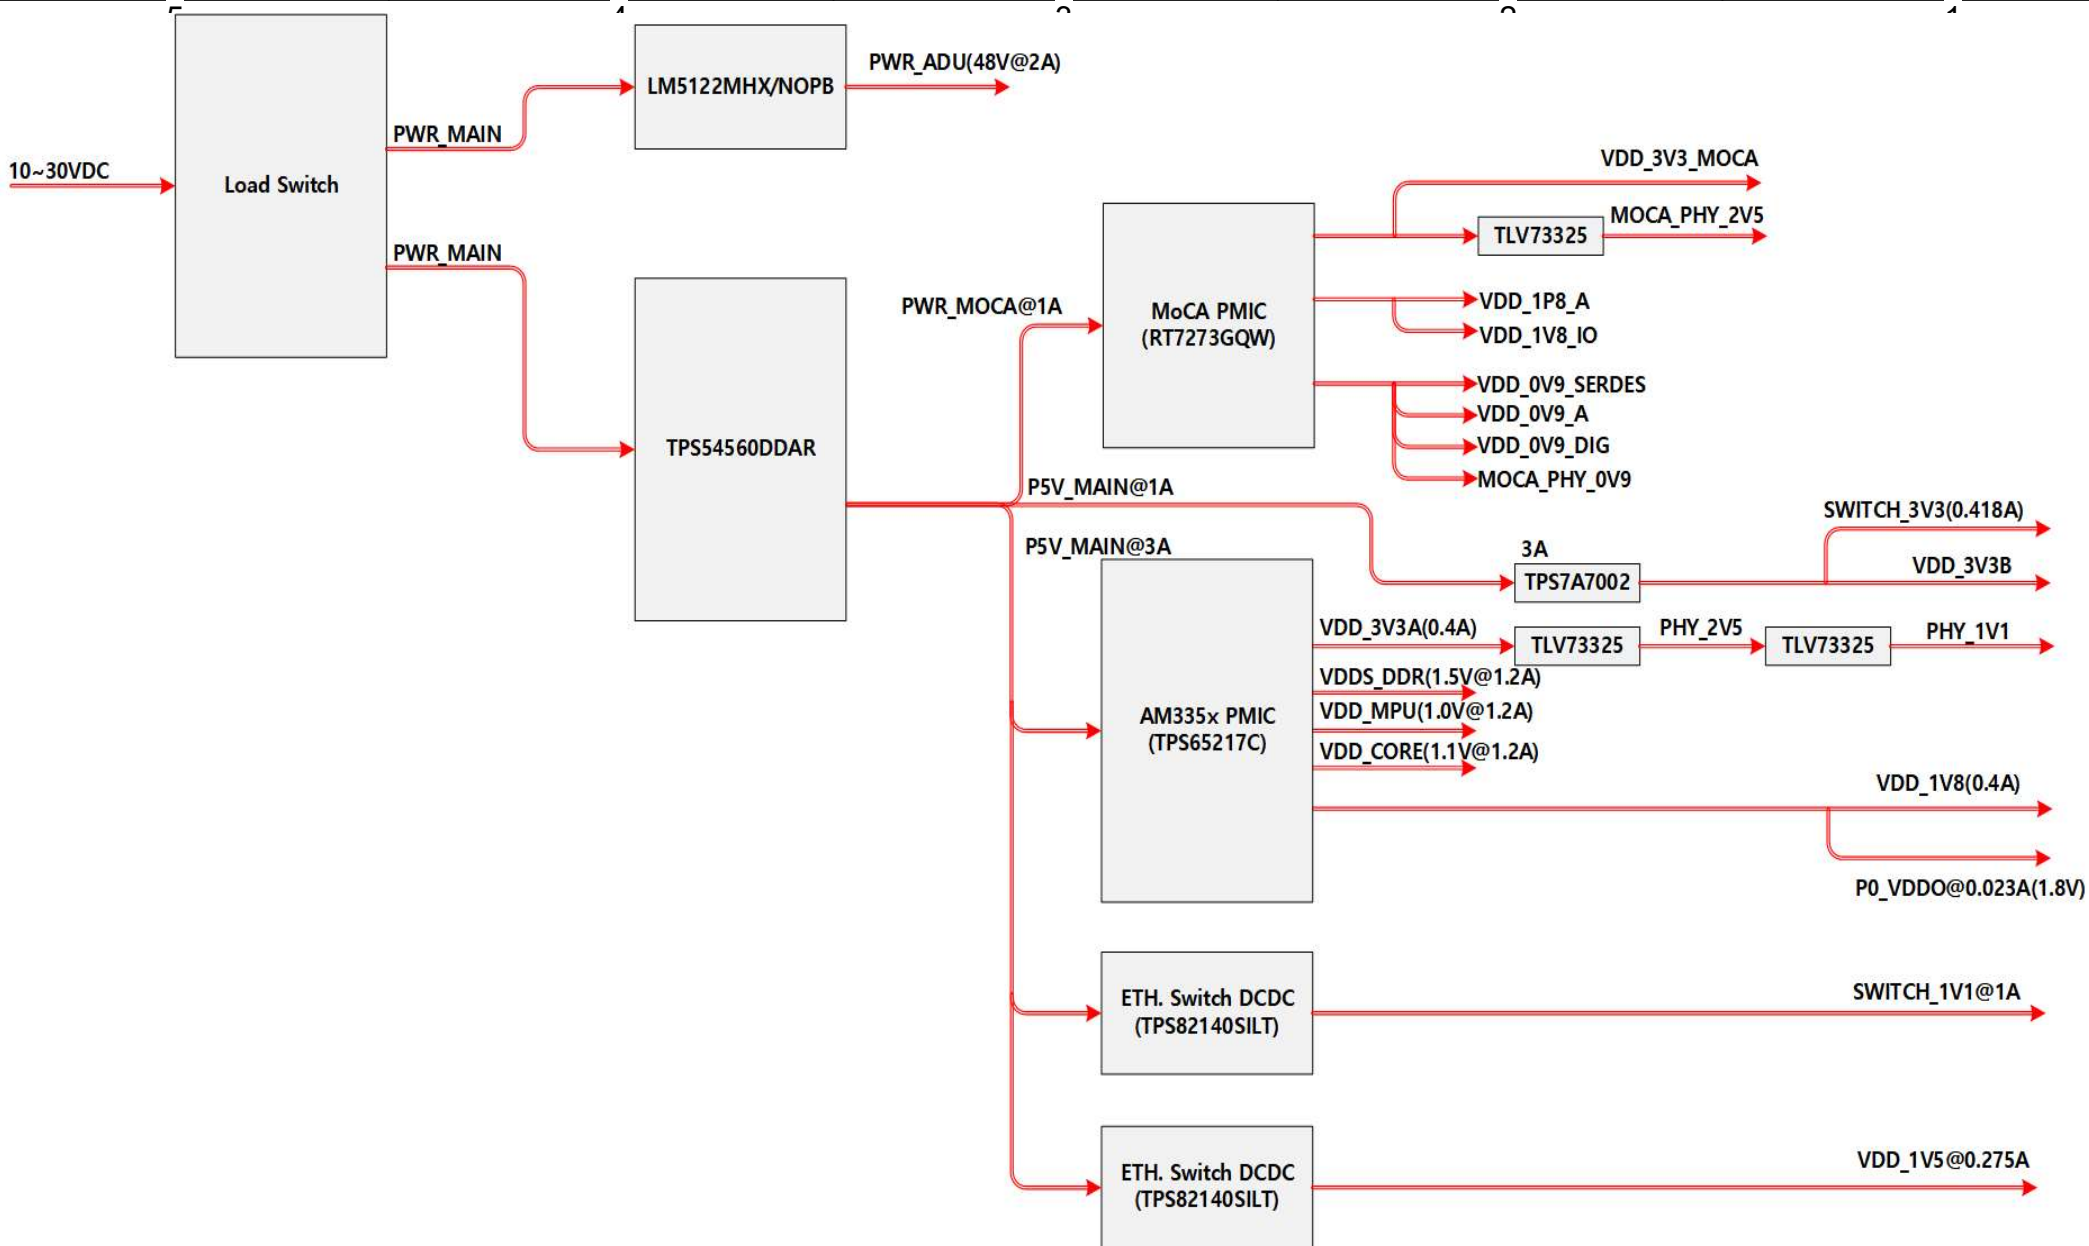 10~30VDC
Load Switch
PWR_MAIN
PWR_MAIN
LM5122MHX/NOPB
PWR_ADU(48V@2A)
TPS54560DDAR
PWR_MOCA@1A
P5V_MAIN@1A
P5V_MAIN@3A
MoCA PMIC
(RT7273GQW)
VDD_3V3_MOCA
TLV73325
MOCA_PHY_2V5
VDD_1P8_A
VDD_1V8_IO
VDD_0V9_SERDES
VDD_0V9_A
VDD_0V9_DIG
MOCA_PHY_0V9
3A
TPS7A7002
SWITCH_3V3(0.418A)
VDD_3V3B
AM335x PMIC
(TPS65217C)
VDD_3V3A(0.4A)
TLV73325
PHY_2V5
TLV73325
PHY_1V1
VDDS_DDR(1.5V@1.2A)
VDD_MPU(1.0V@1.2A)
VDD_CORE(1.1V@1.2A)
VDD_1V8(0.4A)
P0_VDDO@0.023A(1.8V)
ETH. Switch DCDC
(TPS82140SILT)
SWITCH_1V1@1A
ETH. Switch DCDC
(TPS82140SILT)
VDD_1V5@0.275A